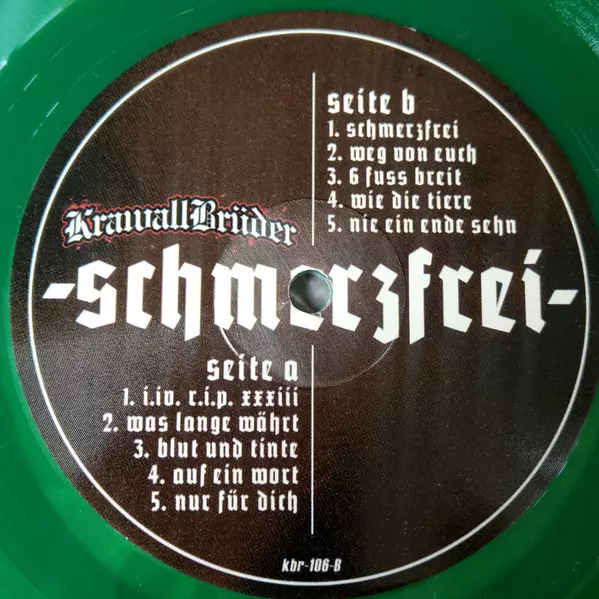 seite b
1. schmerzfrei
2. weg von euch
3. 6 fuss breit
4. wie die tiere
5. nie ein ende sehn
KrawallBrüder
-schmerzfrei-
seite a
1. i.iv. r.i.p. xxxiii
2. was lange währt
3. blut und tinte
4. auf ein wort
5. nur für dich
kbr-106-B